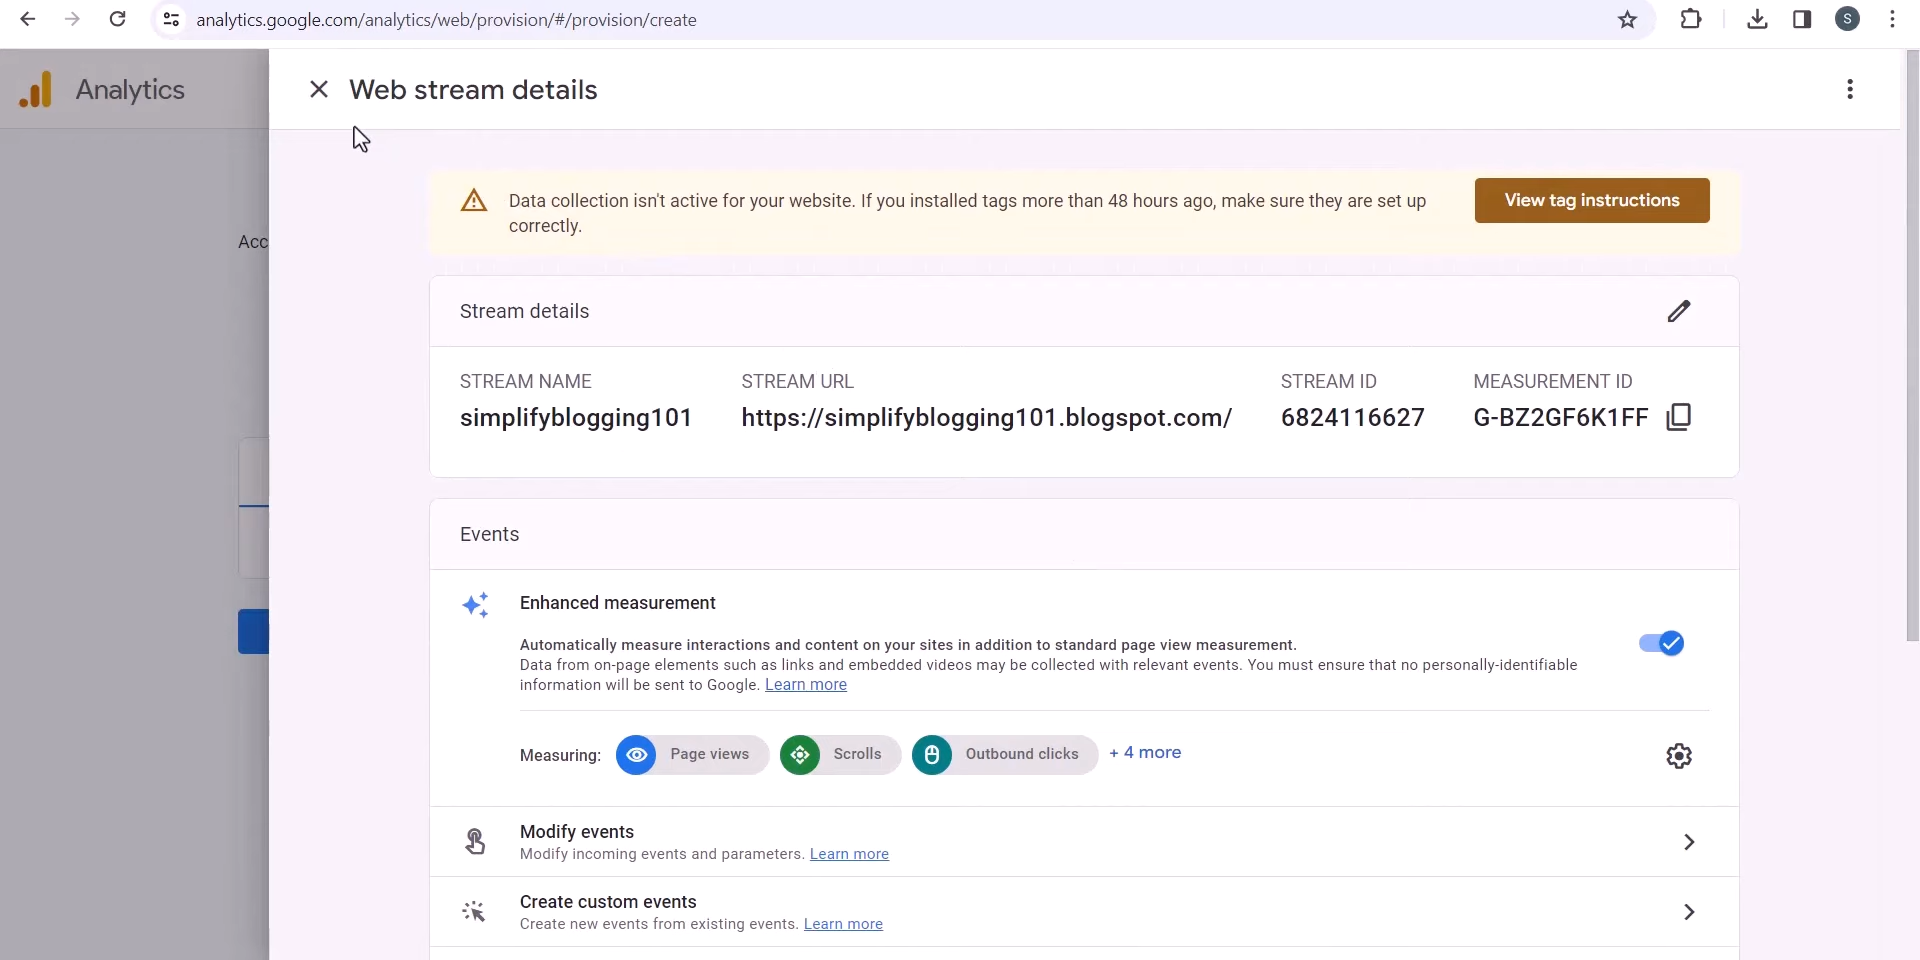 analytics.google.com/analytics/web/provision/#/provision/create
S
Analytics
Web stream details
Data collection isn't active for your website. If you installed tags more than 48 hours ago, make sure they are set up
correctly.
View tag instructions
Acc
Stream details
STREAM NAME
simplifyblogging101
STREAM URL
https://simplifyblogging101.blogspot.com/
STREAM ID
6824116627
MEASUREMENT ID
G-BZ2GF6K1FF
Events
Enhanced measurement
Automatically measure interactions and content on your sites in addition to standard page view measurement.
Data from on-page elements such as links and embedded videos may be collected with relevant events. You must ensure that no personally-identifiable
information will be sent to Google. Learn more
Measuring: Page views Scrolls Outbound clicks + 4 more
Modify events
Modify incoming events and parameters. Learn more
Create custom events
Create new events from existing events. Learn more